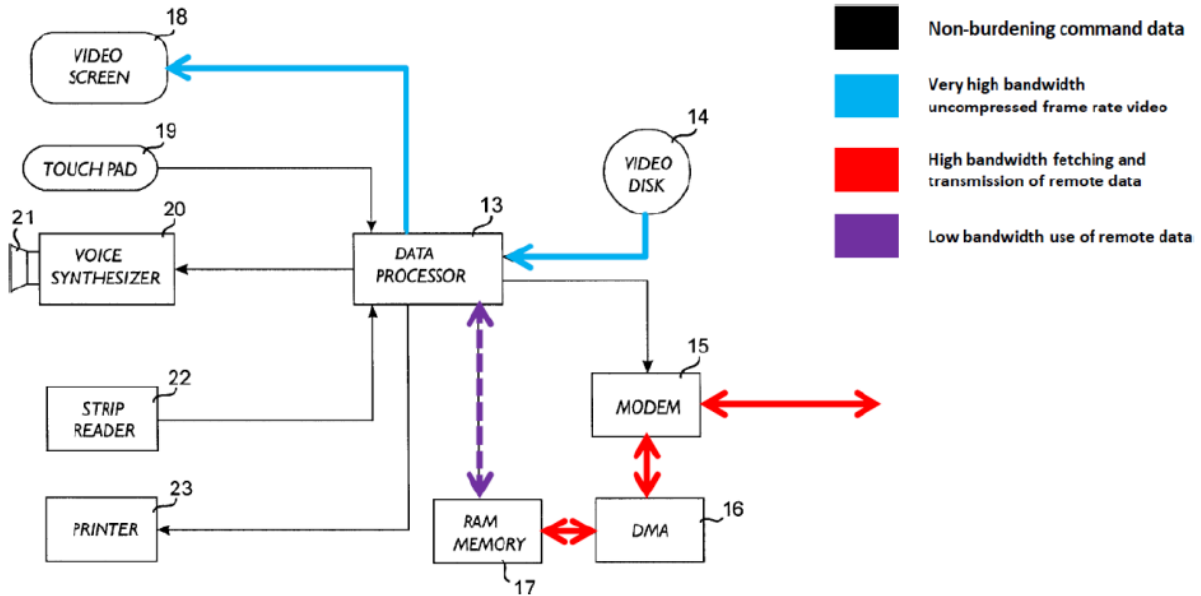 18
VIDEO
SCREEN
19
TOUCH PAD
21
20
VOICE
SYNTHESIZER
13
DATA
PROCESSOR
14
VIDEO
DISK
15
MODEM
22
STRIP
READER
23
PRINTER
RAM
MEMORY
17
DMA
16
Non-burdening command data
Very high bandwidth
uncompressed frame rate video
High bandwidth fetching and
transmission of remote data
Low bandwidth use of remote data